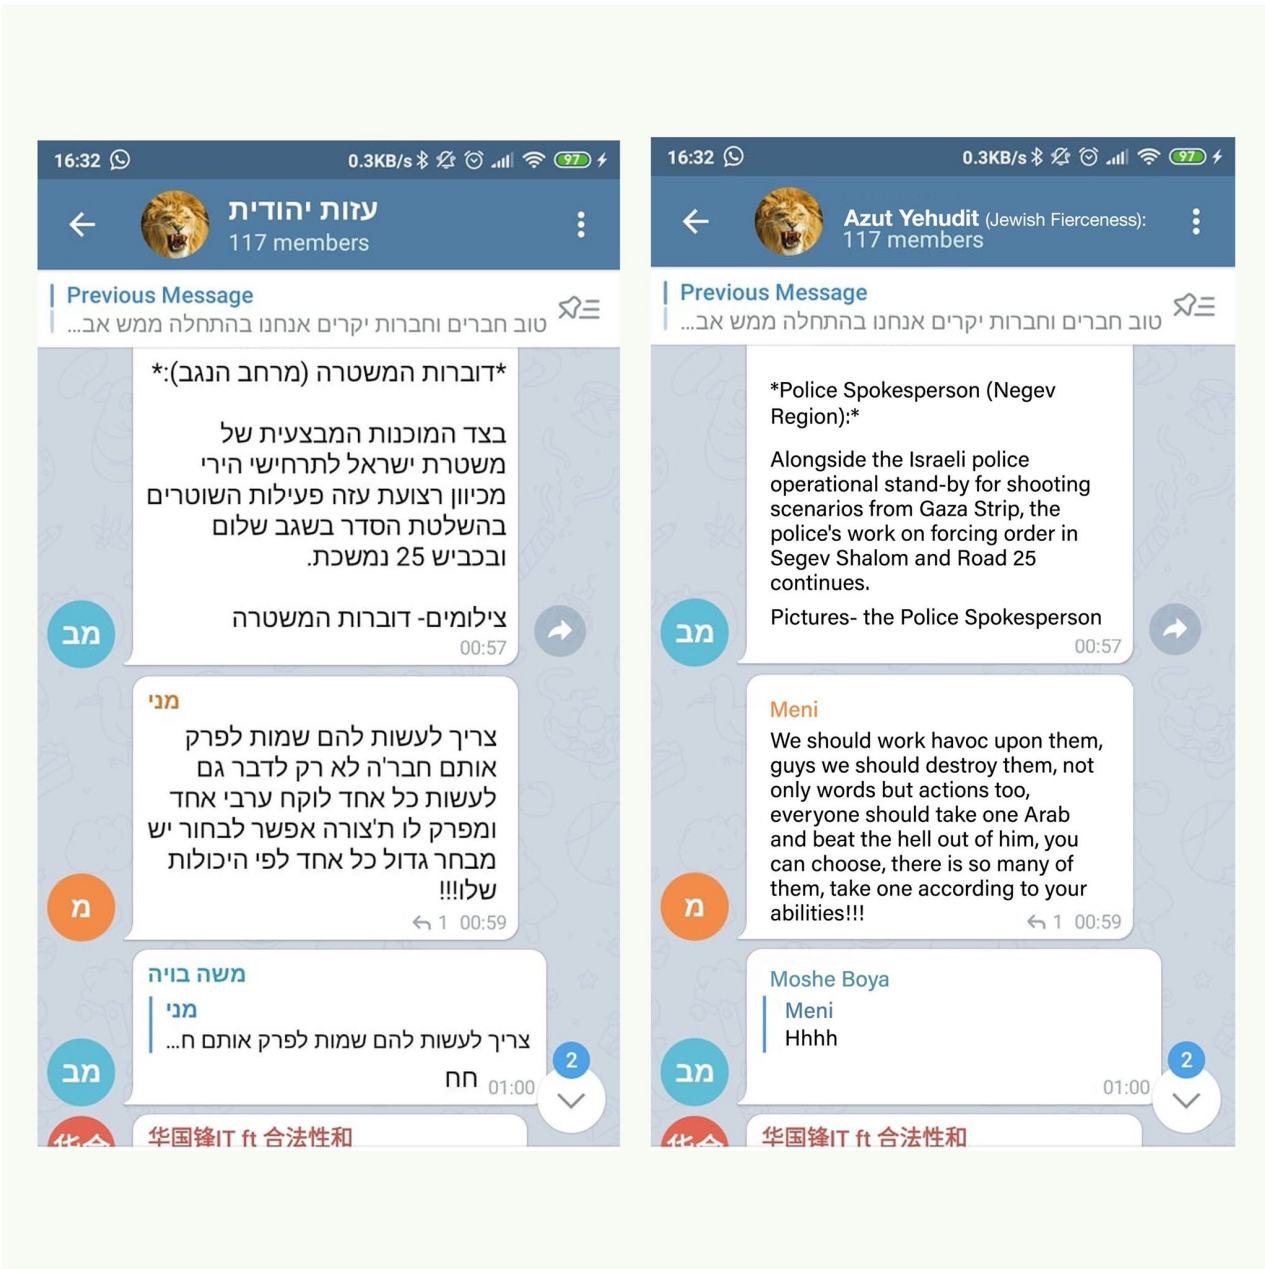 16:32
0.3KB/s
97
עזות יהודית
117 members
Previous Message
טוב חברים וחברות יקרים אנחנו בהתחלה ממש אב...
*דוברות המשטרה (מרחב הנגב):*
בצד המוכנות המבצעית של
משטרת ישראל לתרחישי הירי
מכיוון רצועת עזה פעילות השוטרים
בהשלטת הסדר בשגב שלום
ובכביש 25 נמשכת.
צילומים- דוברות המשטרה
00:57
מב
מני
צריך לעשות להם שמות לפרק
אותם חבר'ה לא רק לדבר גם
לעשות כל אחד לוקח ערבי אחד
ומפרק לו ת'צורה אפשר לבחור יש
מבחר גדול כל אחד לפי היכולות
שלו!!!
1 00:59
מ
משה בויה
מני
צריך לעשות להם שמות לפרק אותם ח...
חח
01:00
מב
2
华国锋IT ft 合法性和
16:32
0.3KB/s
97
Azut Yehudit (Jewish Fierceness):
117 members
Previous Message
טוב חברים וחברות יקרים אנחנו בהתחלה ממש אב...
*Police Spokesperson (Negev
Region):*
Alongside the Israeli police
operational stand-by for shooting
scenarios from Gaza Strip, the
police's work on forcing order in
Segev Shalom and Road 25
continues.
Pictures- the Police Spokesperson
00:57
מב
Meni
We should work havoc upon them,
guys we should destroy them, not
only words but actions too,
everyone should take one Arab
and beat the hell out of him, you
can choose, there is so many of
them, take one according to your
abilities!!!
1 00:59
מ
Moshe Boya
Meni
Hhhh
01:00
מב
2
华国锋IT ft 合法性和